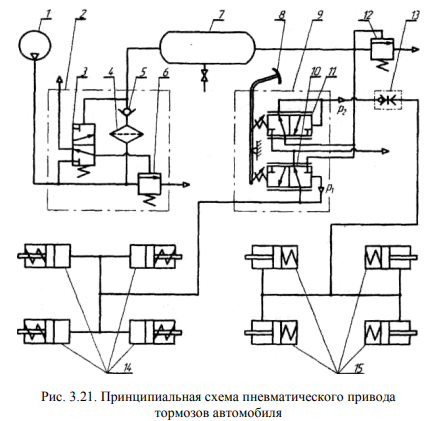 1 2 7 8 9 12 13
3 4 5 6 10 11
p₂
p₁
14 15
Рис. 3.21. Принципиальная схема пневматического привода
тормозов автомобиля